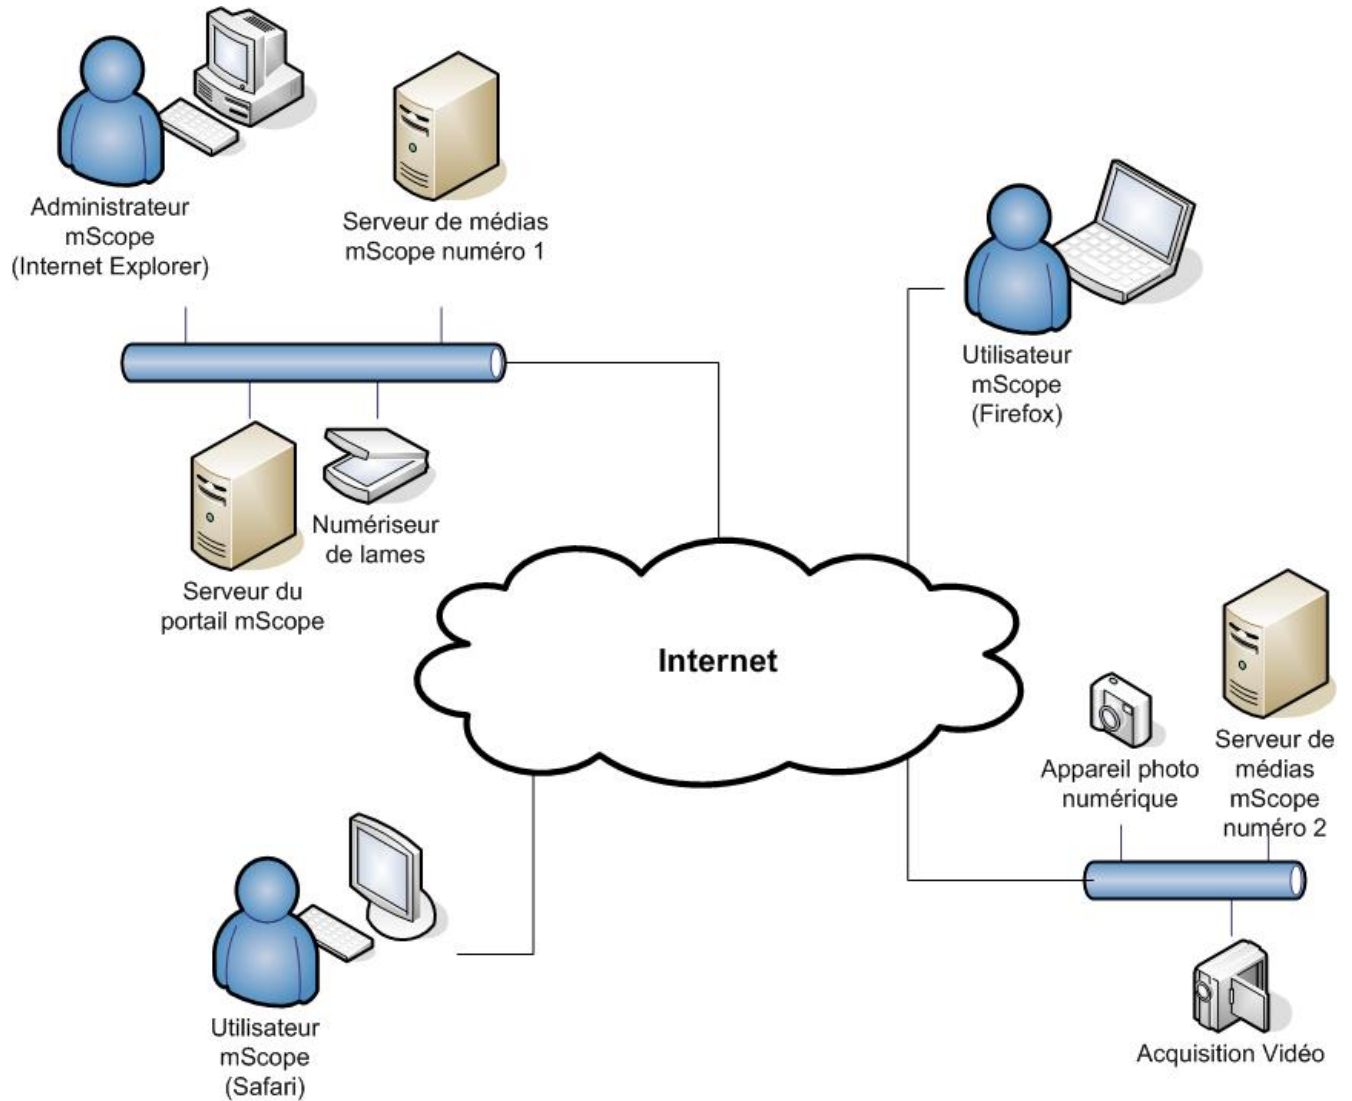 Administrateur
mScope
(Internet Explorer)
Serveur de médias
mScope numéro 1
Utilisateur
mScope
(Firefox)
Numériseur
de lames
Serveur du
portail mScope
Internet
Appareil photo
numérique
Serveur de
médias
mScope
numéro 2
Utilisateur
mScope
(Safari)
Acquisition Vidéo